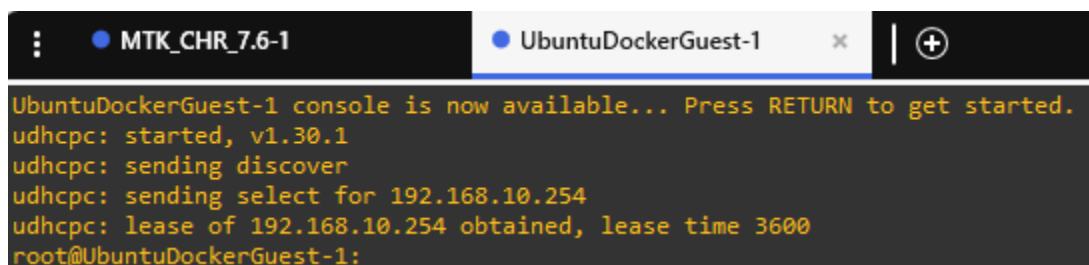 MTK_CHR_7.6-1 UbuntuDockerGuest-1
UbuntuDockerGuest-1 console is now available... Press RETURN to get started.
udhcpc: started, v1.30.1
udhcpc: sending discover
udhcpc: sending select for 192.168.10.254
udhcpc: lease of 192.168.10.254 obtained, lease time 3600
root@UbuntuDockerGuest-1: